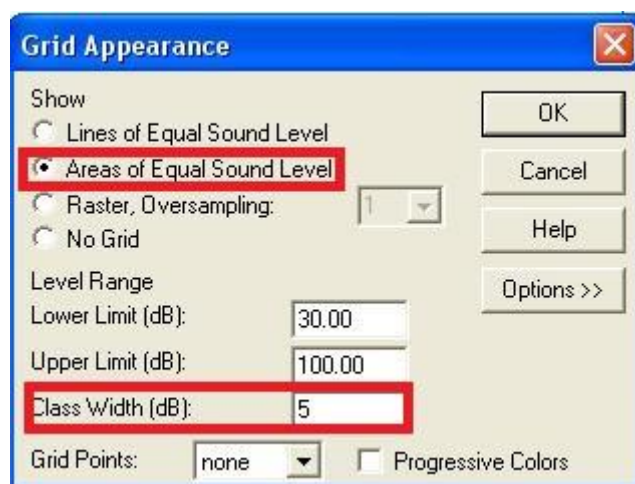 Grid Appearance
Show
Lines of Equal Sound Level
Areas of Equal Sound Level
Raster, Oversampling: 1
No Grid
OK
Cancel
Help
Options >>
Level Range
Lower Limit (dB): 30.00
Upper Limit (dB): 100.00
Class Width (dB): 5
Grid Points: none Progressive Colors